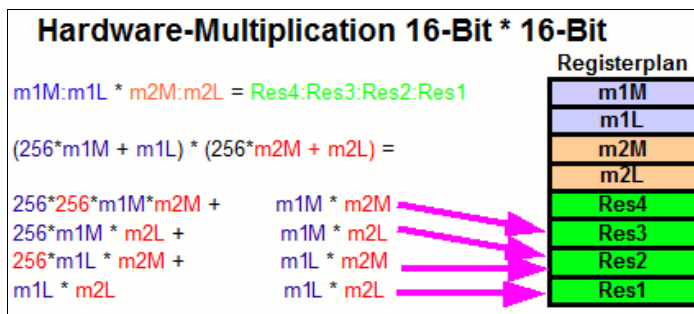 Hardware-Multiplication 16-Bit * 16-Bit
Registerplan
m1M:m1L * m2M:m2L = Res4:Res3:Res2:Res1
(256*m1M + m1L) * (256*m2M + m2L) =
256*256*m1M*m2M + m1M * m2M
256*m1M * m2L + m1M * m2L
256*m1L * m2M + m1L * m2M
m1L * m2L m1L * m2L
m1M
m1L
m2M
m2L
Res4
Res3
Res2
Res1